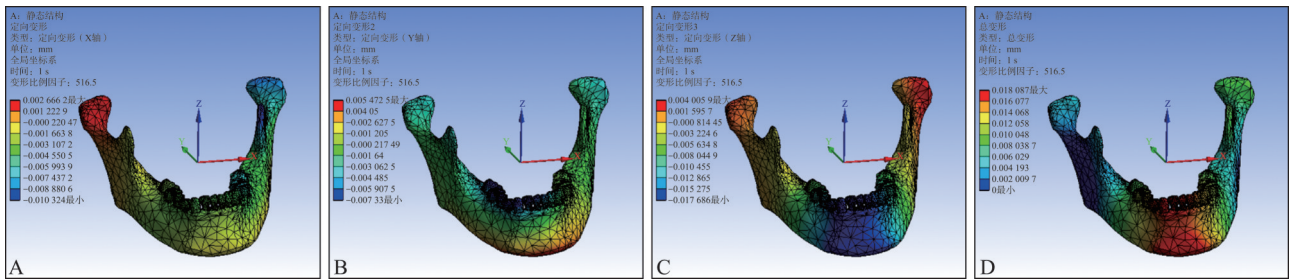 A：静态结构
定向变形
类型：定向变形（X轴）
单位：mm
全局坐标系
时间：1 s
变形比例因子：516.5
0.002 666 2最大
0.001 222 9
−0.000 220 47
−0.001 663 8
−0.003 107 2
−0.004 550 5
−0.005 993 9
−0.007 437 2
−0.008 880 6
−0.010 324最小
Z
Y
X
A
A：静态结构
定向变形2
类型：定向变形（Y轴）
单位：mm
全局坐标系
时间：1 s
变形比例因子：516.5
0.005 472 5最大
0.004 05
−0.002 627 5
−0.001 205
−0.000 217 49
−0.001 64
−0.003 062 5
−0.004 485
−0.005 907 5
−0.007 33最小
Z
Y
X
B
A：静态结构
定向变形3
类型：定向变形（Z轴）
单位：mm
全局坐标系
时间：1 s
变形比例因子：516.5
0.004 005 9最大
0.001 595 7
−0.000 814 45
−0.003 224 6
−0.005 634 8
−0.008 044 9
−0.010 455
−0.012 865
−0.015 275
−0.017 686最小
Z
Y
X
C
A：静态结构
总变形
类型：总变形
单位：mm
全局坐标系
时间：1 s
变形比例因子：516.5
0.018 087最大
0.016 077
0.014 068
0.012 058
0.010 048
0.008 038 7
0.006 029
0.004 193
0.002 009 7
0最小
Z
Y
X
D